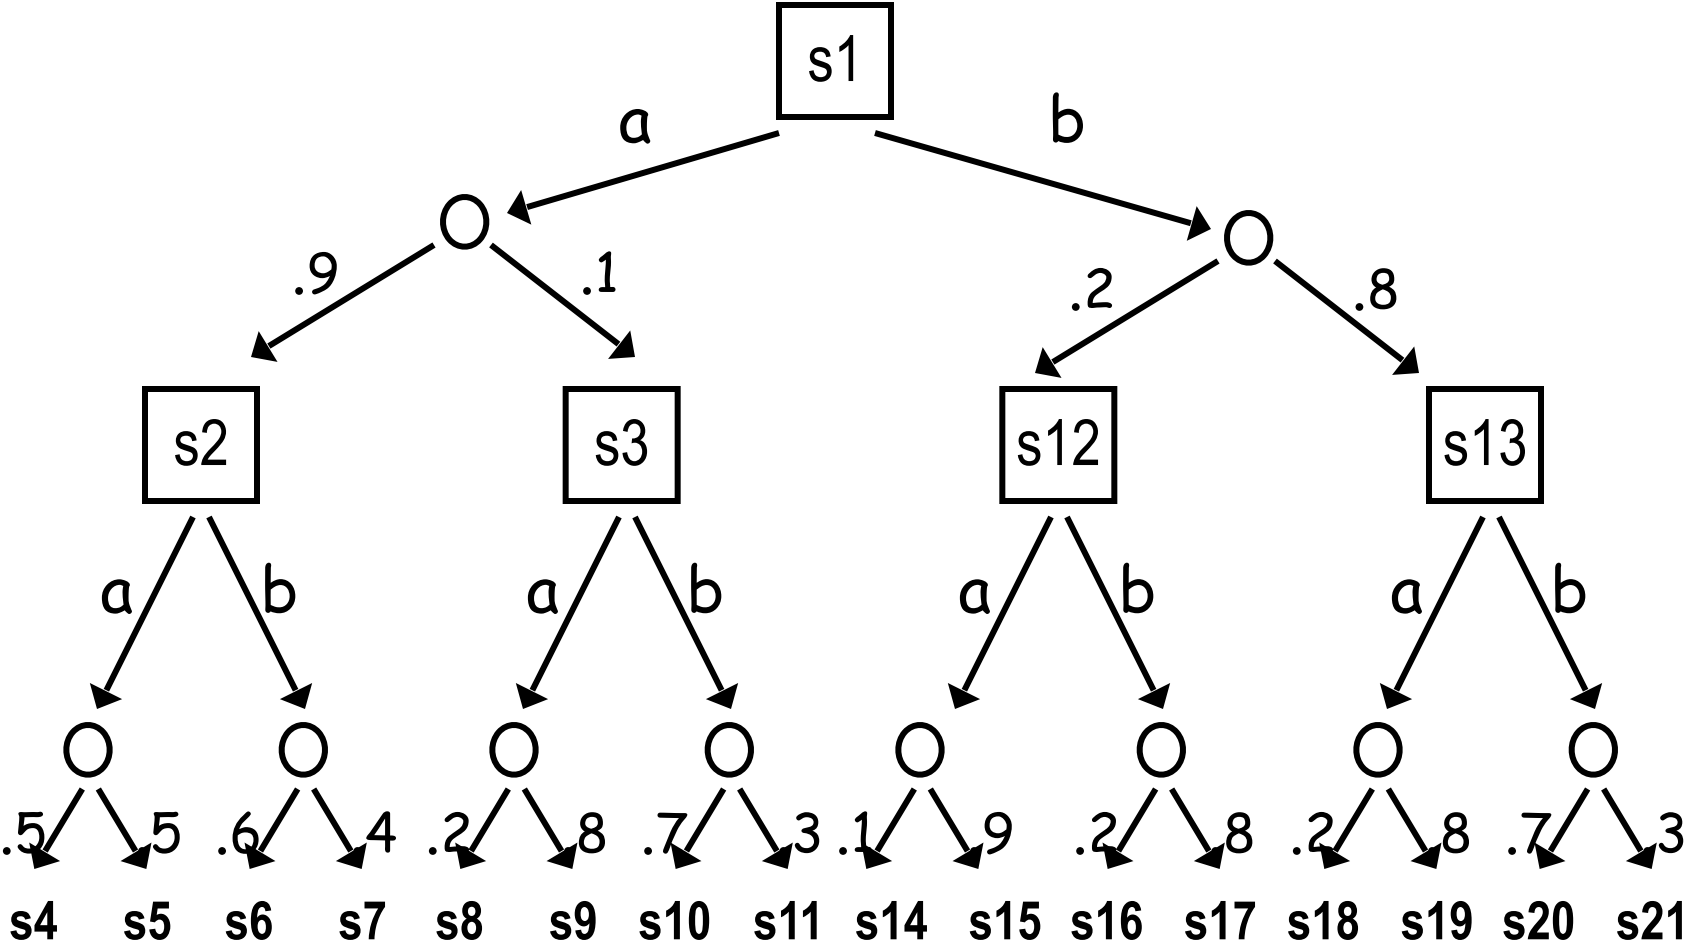 s1
a b
.9 .1 .2 .8
s2 s3 s12 s13
a b a b a b a b
.5 .5 .6 .4 .2 .8 .7 .3 .1 .9 .2 .8 .2 .8 .7 .3
s4 s5 s6 s7 s8 s9 s10 s11 s14 s15 s16 s17 s18 s19 s20 s21